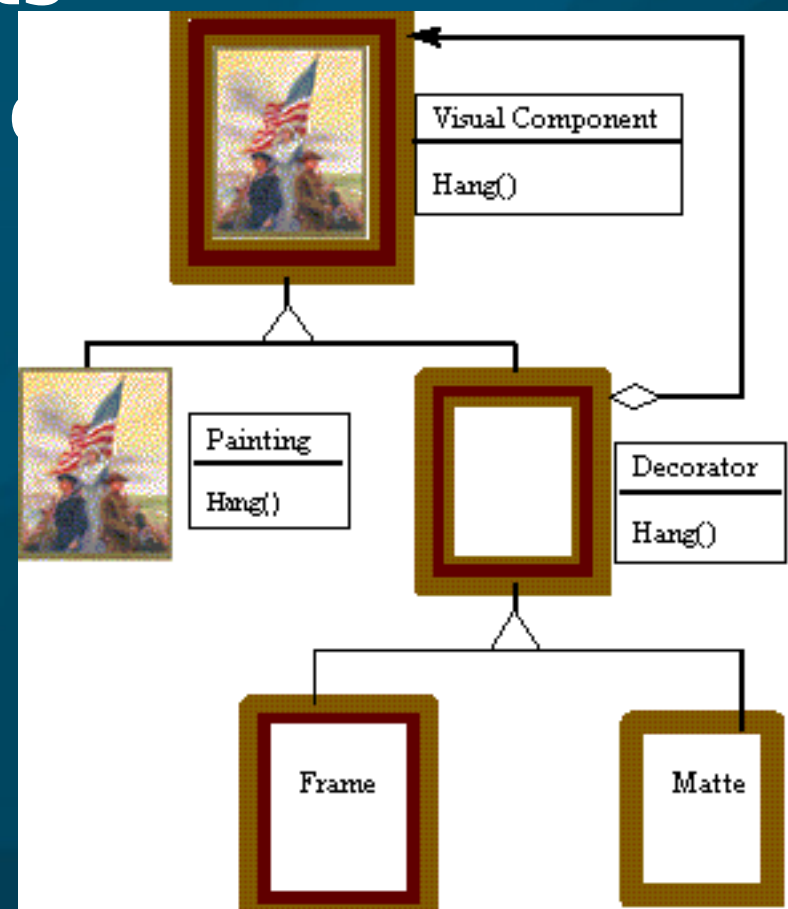 Visual Component
Hang()
Painting
Hang()
Decorator
Hang()
Frame
Matte